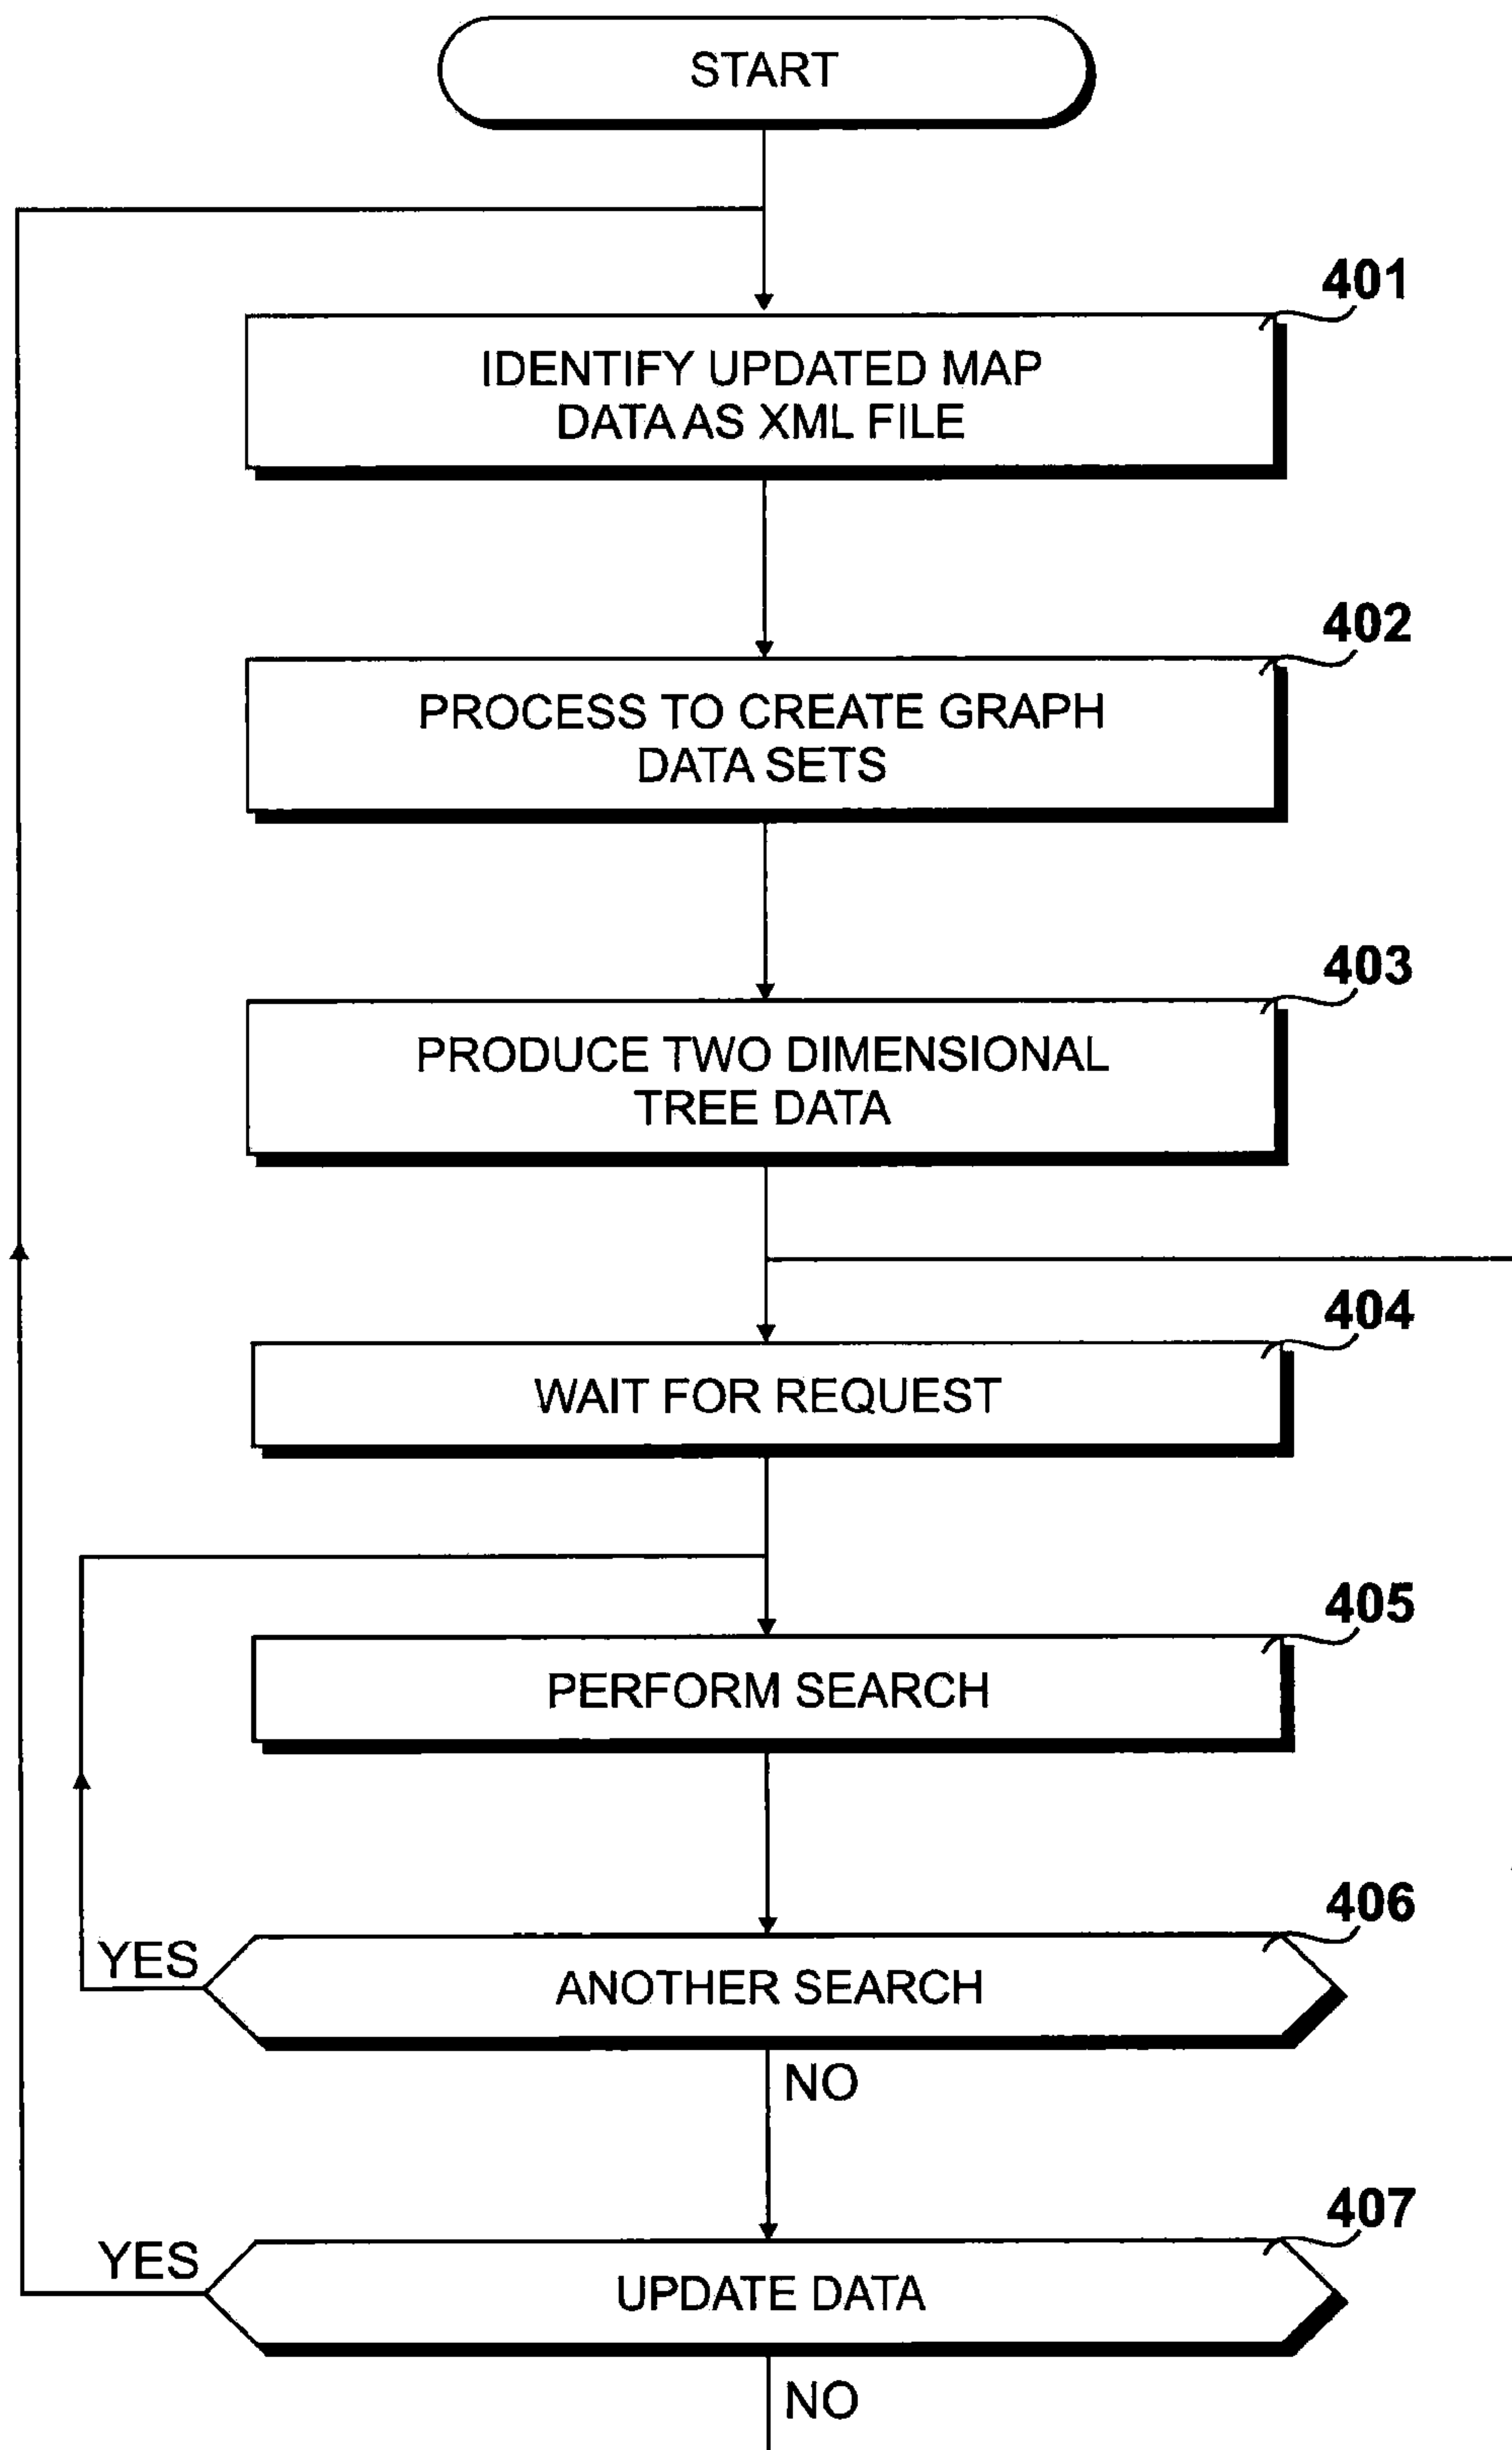 START
401
IDENTIFY UPDATED MAP
DATA AS XML FILE
402
PROCESS TO CREATE GRAPH
DATA SETS
403
PRODUCE TWO DIMENSIONAL
TREE DATA
404
WAIT FOR REQUEST
405
PERFORM SEARCH
406
YES
ANOTHER SEARCH
NO
407
YES
UPDATE DATA
NO